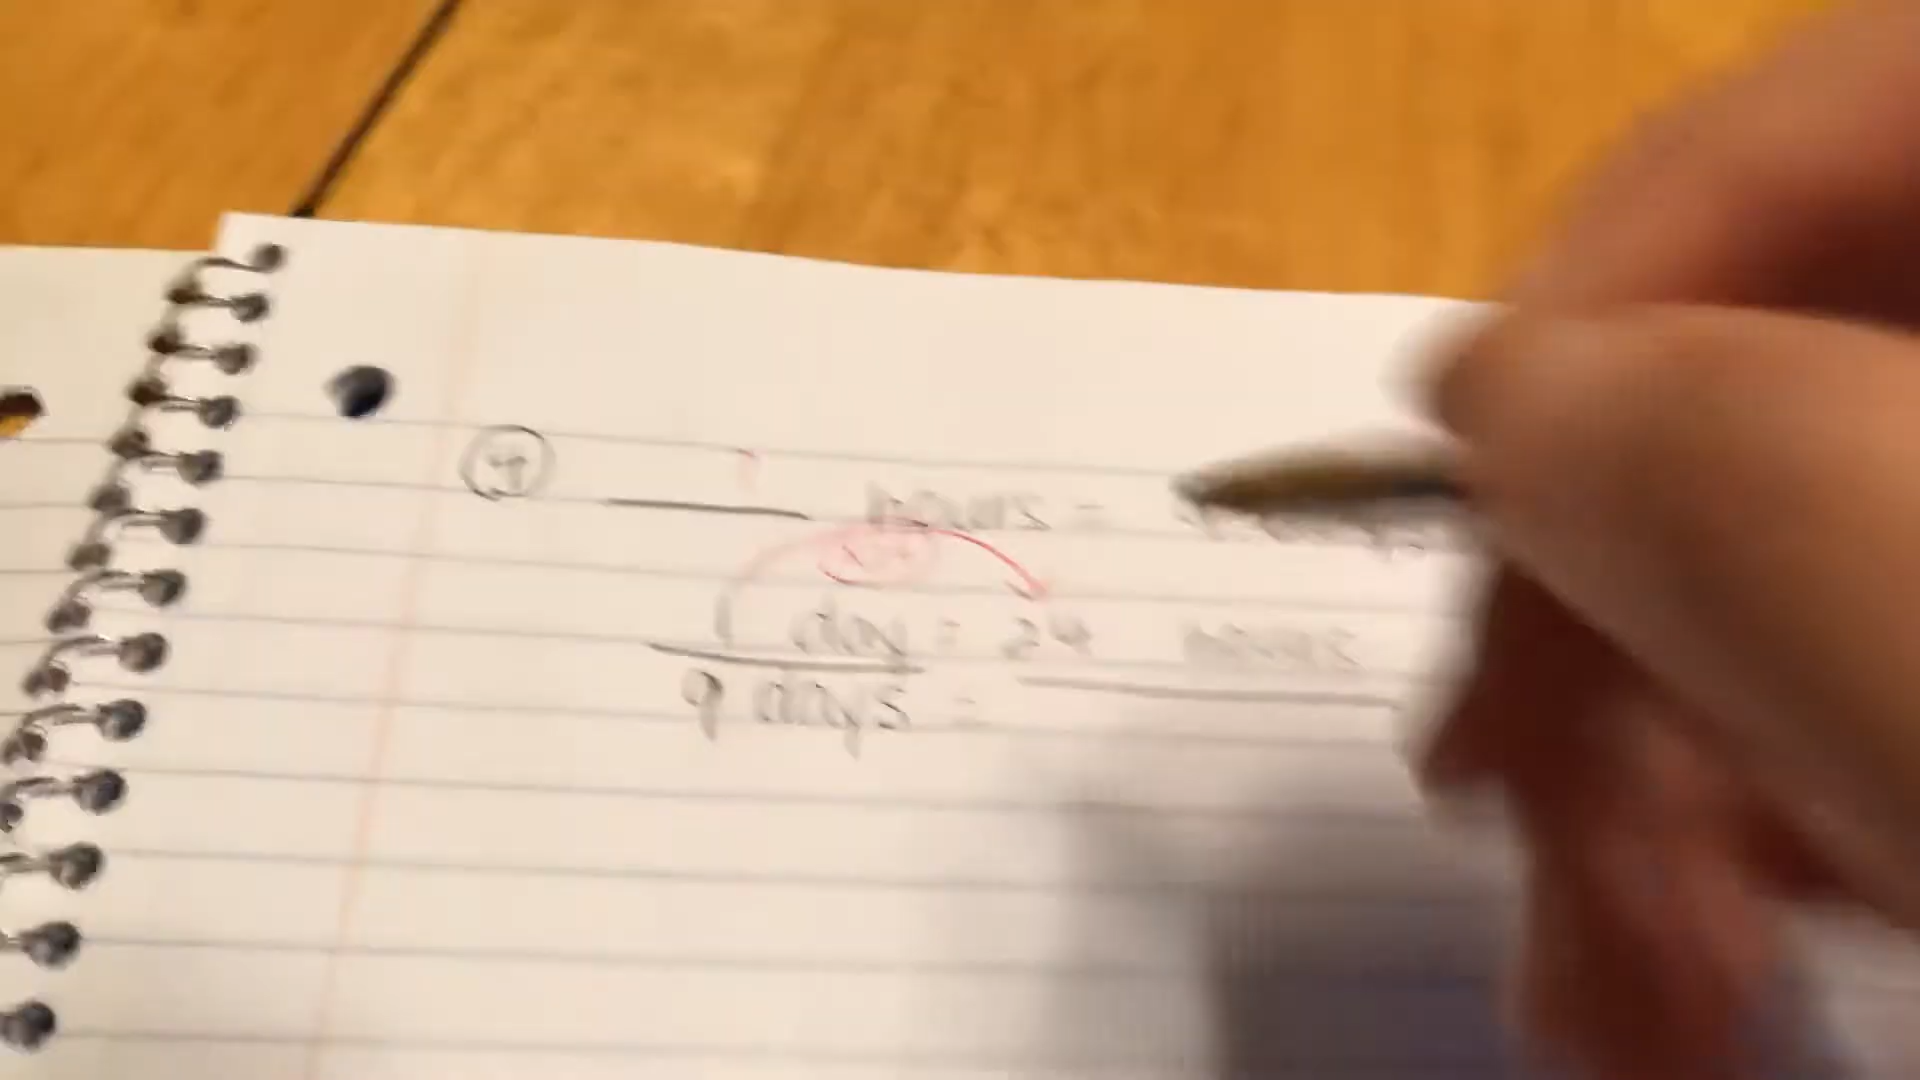 4
hours =
1 day = 24 hours
9 days =